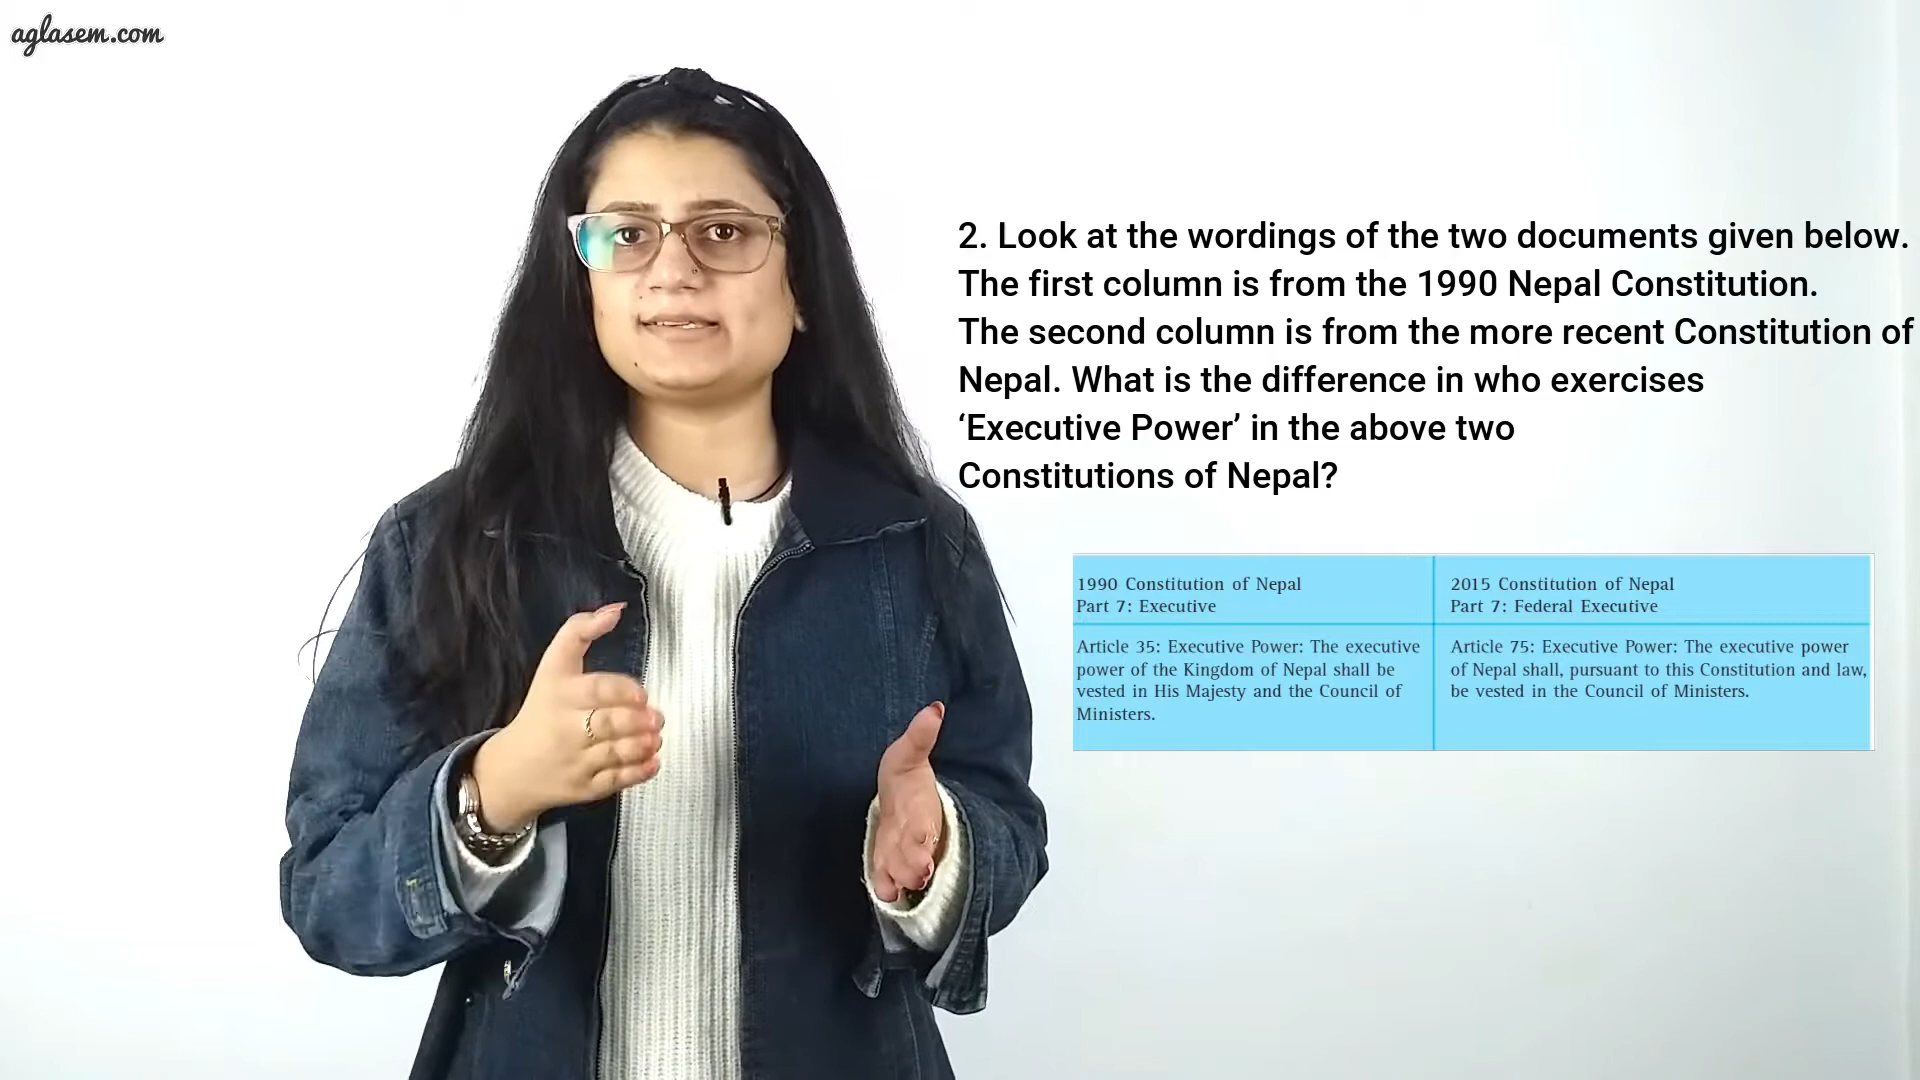 aglasem.com
2. Look at the wordings of the two documents given below.
The first column is from the 1990 Nepal Constitution.
The second column is from the more recent Constitution of
Nepal. What is the difference in who exercises
‘Executive Power’ in the above two
Constitutions of Nepal?
1990 Constitution of Nepal
Part 7: Executive
2015 Constitution of Nepal
Part 7: Federal Executive
Article 35: Executive Power: The executive
power of the Kingdom of Nepal shall be
vested in His Majesty and the Council of
Ministers.
Article 75: Executive Power: The executive power
of Nepal shall, pursuant to this Constitution and law,
be vested in the Council of Ministers.